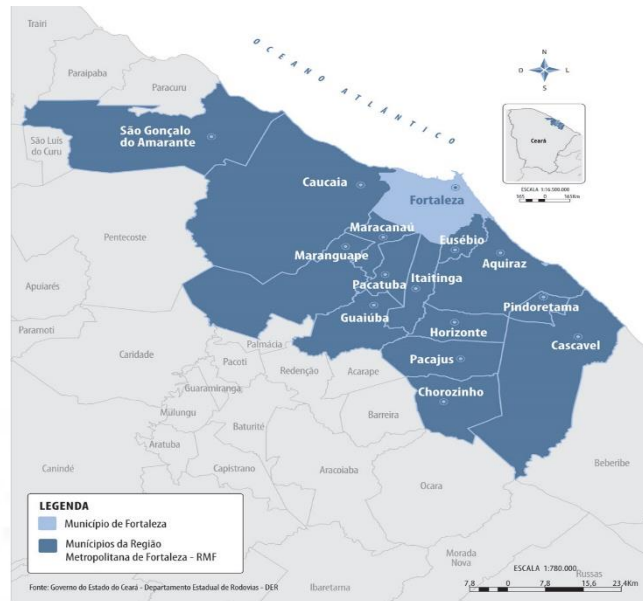 Trairi
Paraipaba
Paracuru
OCEANO ATLÂNTICO
N
O
L
S
Ceará
ESCALA 1:16.500.000
165 0 165Km
São Gonçalo
do Amarante
São Luís
do Curu
Caucaia
Fortaleza
Maracanaú
Eusébio
Maranguape
Aquiraz
Pentecoste
Pacatuba
Itaitinga
Apuiarés
Pindoretama
Guaiúba
Horizonte
Paramoti
Cascavel
Caridade
Palmácia
Pacoti
Redenção
Acarape
Pacajus
Guaramiranga
Chorozinho
Mulungu
Baturité
Barreira
Aratuba
Canindé
Capistrano
Aracoiaba
Beberibe
Ocara
LEGENDA
Município de Fortaleza
Munícipios da Região
Metropolitana de Fortaleza - RMF
Morada
Nova
ESCALA 1:780.000
Russas
7,8 0 7,8 15,6 23,4Km
Fonte: Governo do Estado do Ceará - Departamento Estadual de Rodovias - DER
Ibaretama